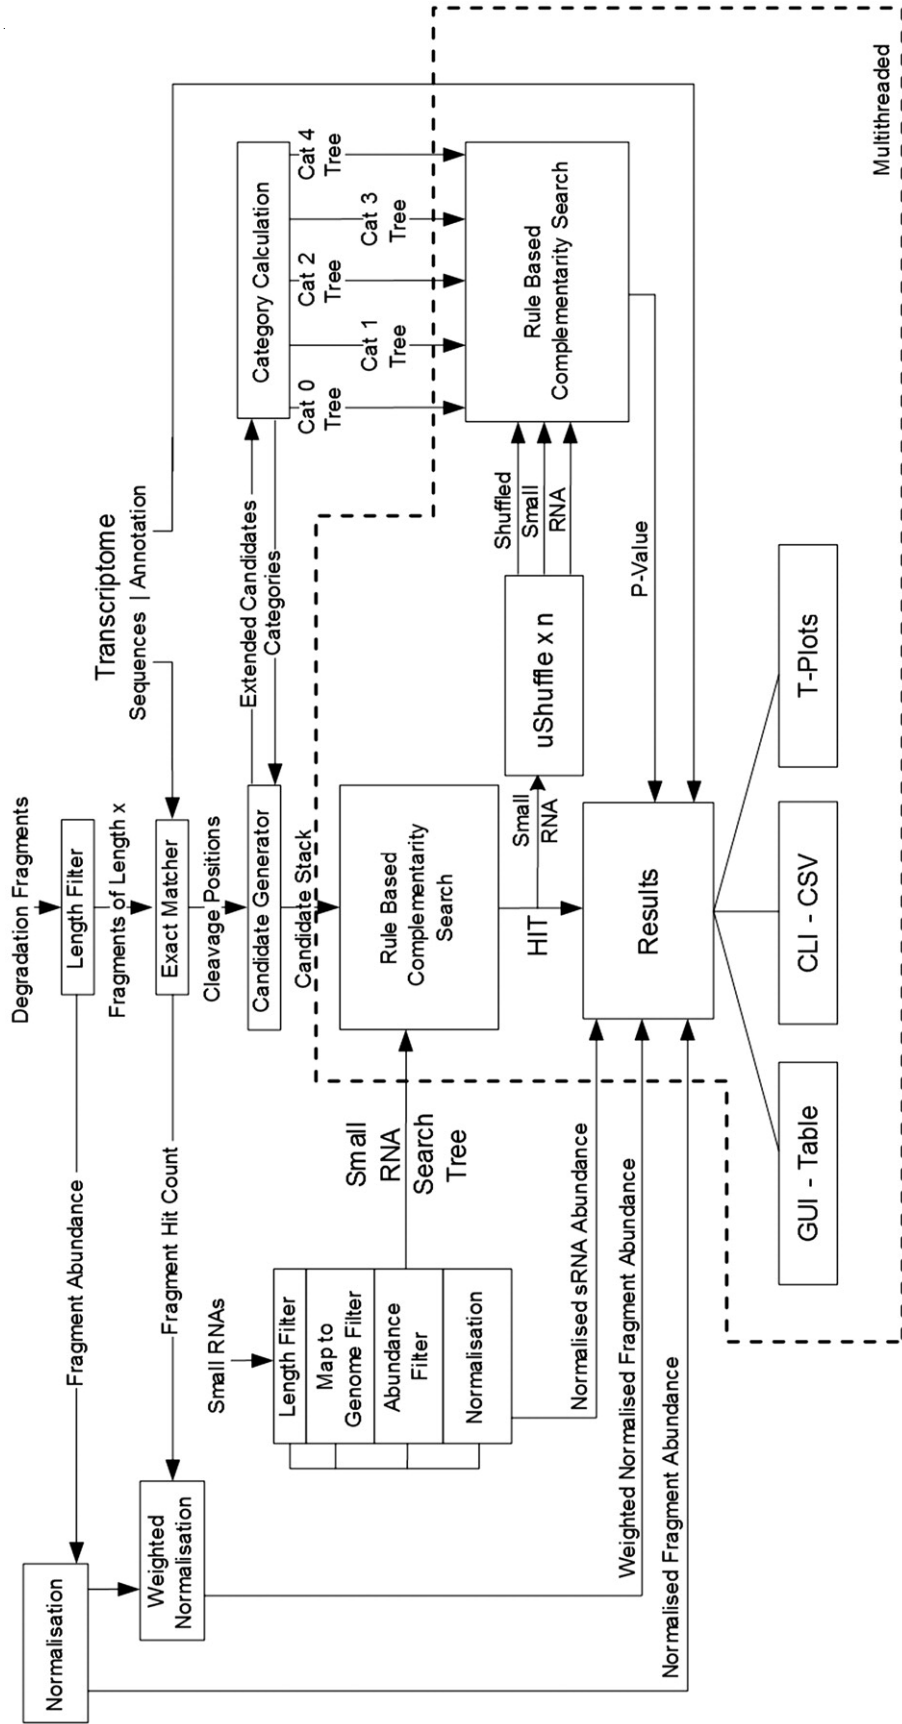 Degradation Fragments
Length Filter
Fragments of Length x
Exact Matcher
Cleavage Positions
Candidate Generator
Candidate Stack
Transcriptome
Sequences | Annotation
Extended Candidates
Categories
Category Calculation
Cat 0
Tree
Cat 1
Tree
Cat 2
Tree
Cat 3
Tree
Cat 4
Tree
Normalisation
Fragment Abundance
Weighted
Normalisation
Fragment Hit Count
Small RNAs
Length Filter
Map to
Genome Filter
Abundance
Filter
Normalisation
Small
RNA
Search
Tree
Rule Based
Complementarity
Search
Small
RNA
HIT
uShuffle x n
Shuffled
Small
RNA
Rule Based
Complementarity Search
P-Value
Normalised sRNA Abundance
Weighted Normalised Fragment Abundance
Normalised Fragment Abundance
Results
GUI - Table
CLI - CSV
T-Plots
Multithreaded